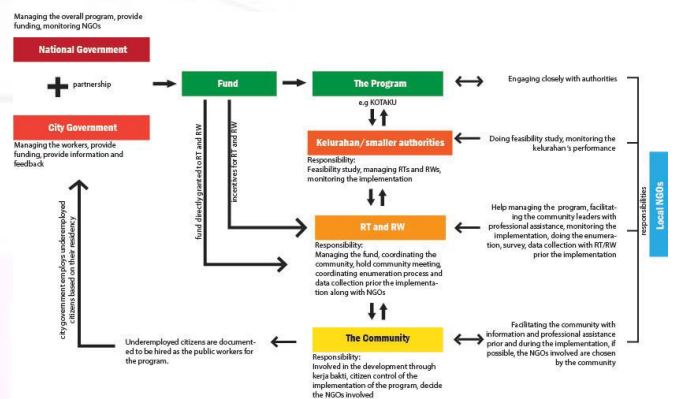 Managing the overall program, provide
funding, monitoring NGOs
National Government
partnership
City Government
Managing the workers, provide
funding, provide information and
feedback
Fund
The Program
e.g KOTAKU
Kelurahan/smaller authorities
Responsibility:
Feasibility study, managing RTs and RWs,
monitoring the implementation
RT and RW
Responsibility:
Managing the fund, coordinating the
community, hold community meeting,
coordinating enumeration process and
data collection prior the implementa-
tion along with NGOs
The Community
Responsibility:
Involved in the development through
kerja bakti, citizen control of the
implementation of the program, decide
the NGOs involved
fund directly granted to RT and RW
incentives for RT and RW
city government employs underemployed
citizens based on their residency
Underemployed citizens are document-
ed to be hired as the public workers for
the program.
Engaging closely with authorities
Doing feasibility study, monitoring the
kelurahan's performance
Help managing the program, facilitat-
ing the community leaders with
professional assistance, monitoring the
implementation, doing the enumera-
tion, survey, data collection with RT/RW
prior the implementation
Facilitating the community with
information and professional assistance
prior and during the implementation, if
possible, the NGOs involved are chosen
by the community
responsibilities
Local NGOs